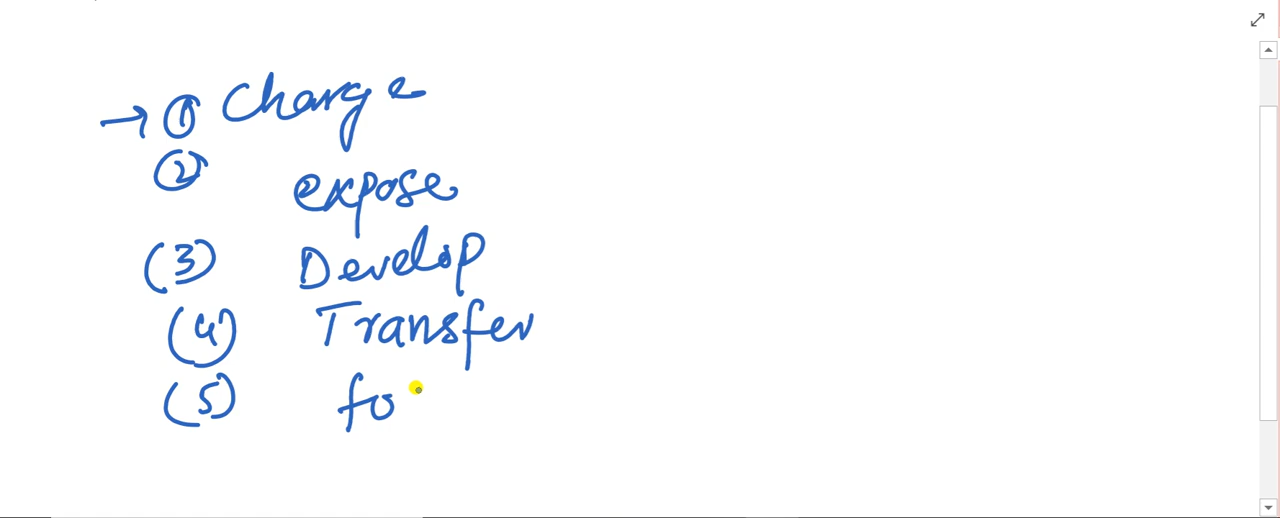 → ① Charge
② expose
(3) Develop
(4) Transfer
(5) fo